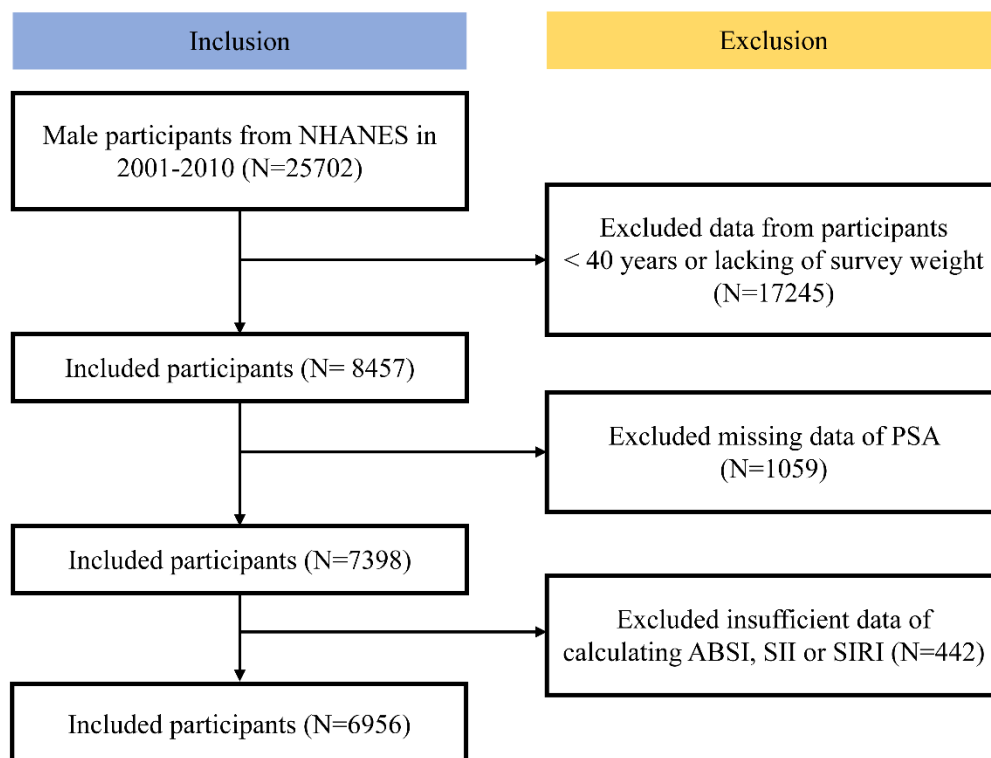 Inclusion
Exclusion
Male participants from NHANES in
2001-2010 (N=25702)
Excluded data from participants
< 40 years or lacking of survey weight
(N=17245)
Included participants (N= 8457)
Excluded missing data of PSA
(N=1059)
Included participants (N=7398)
Excluded insufficient data of
calculating ABSI, SII or SIRI (N=442)
Included participants (N=6956)